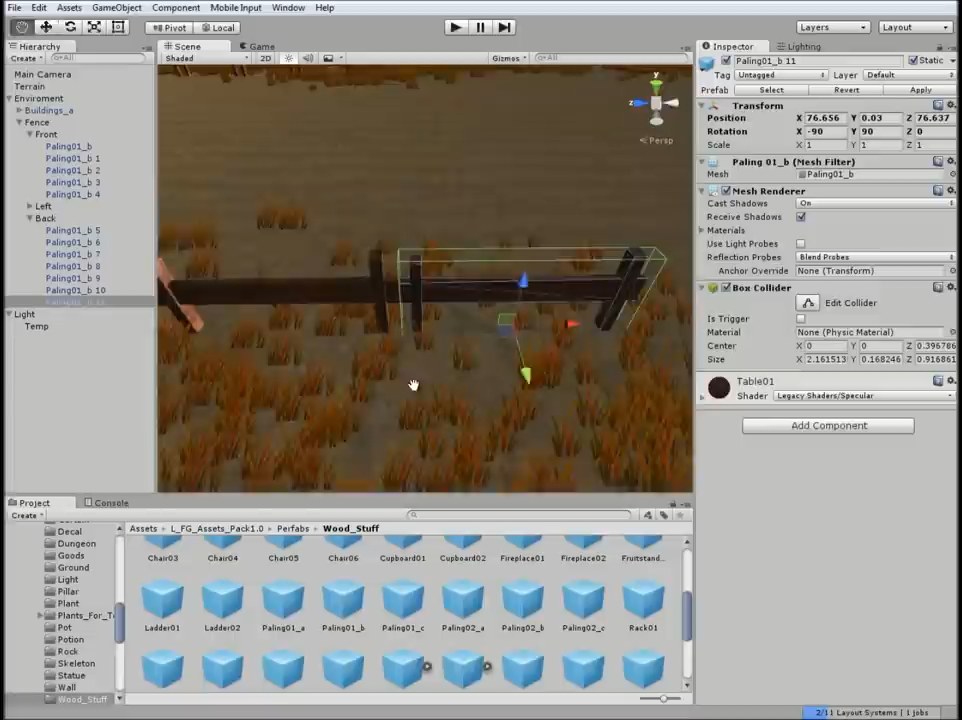 File Edit Assets GameObject Component Mobile Input Window Help
Pivot Local Layers Layout
Hierarchy Scene Game Inspector Lighting
Create All Shaded 2D Gizmos All
Main Camera
Terrain
Enviroment
Buildings_a
Fence
Front
Paling01_b
Paling01_b 1
Paling01_b 2
Paling01_b 3
Paling01_b 4
Left
Back
Paling01_b 5
Paling01_b 6
Paling01_b 7
Paling01_b 8
Paling01_b 9
Paling01_b 10
Light
Temp
y
z
Persp
Paling01_b 11 Static
Tag Untagged Layer Default
Prefab Select Revert Apply
Transform
Position X 76.656 Y 0.03 Z 76.637
Rotation X -90 Y 90 Z 0
Scale X 1 Y 1 Z 1
Paling 01_b (Mesh Filter)
Mesh Paling01_b
Mesh Renderer
Cast Shadows On
Receive Shadows
Materials
Use Light Probes
Reflection Probes Blend Probes
Anchor Override None (Transform)
Box Collider
Edit Collider
Is Trigger
Material None (Physic Material)
Center X 0 Y 0 Z 0.396786
Size X 2.161513 Y 0.168246 Z 0.916861
Table01
Shader Legacy Shaders/Specular
Add Component
Project Console
Create
Assets L_FG_Assets_Pack1.0 Perfabs Wood_Stuff
Decal
Dungeon
Goods
Ground
Light
Pillar
Plant
Plants_For_Te
Pot
Potion
Rock
Skeleton
Statue
Wall
Wood_Stuff
Chair03 Chair04 Chair05 Chair06 Cupboard01 Cupboard02 Fireplace01 Fireplace02 Fruitstand...
Ladder01 Ladder02 Paling01_a Paling01_b Paling01_c Paling02_a Paling02_b Paling02_c Rack01
2/11 Layout Systems | 1 jobs